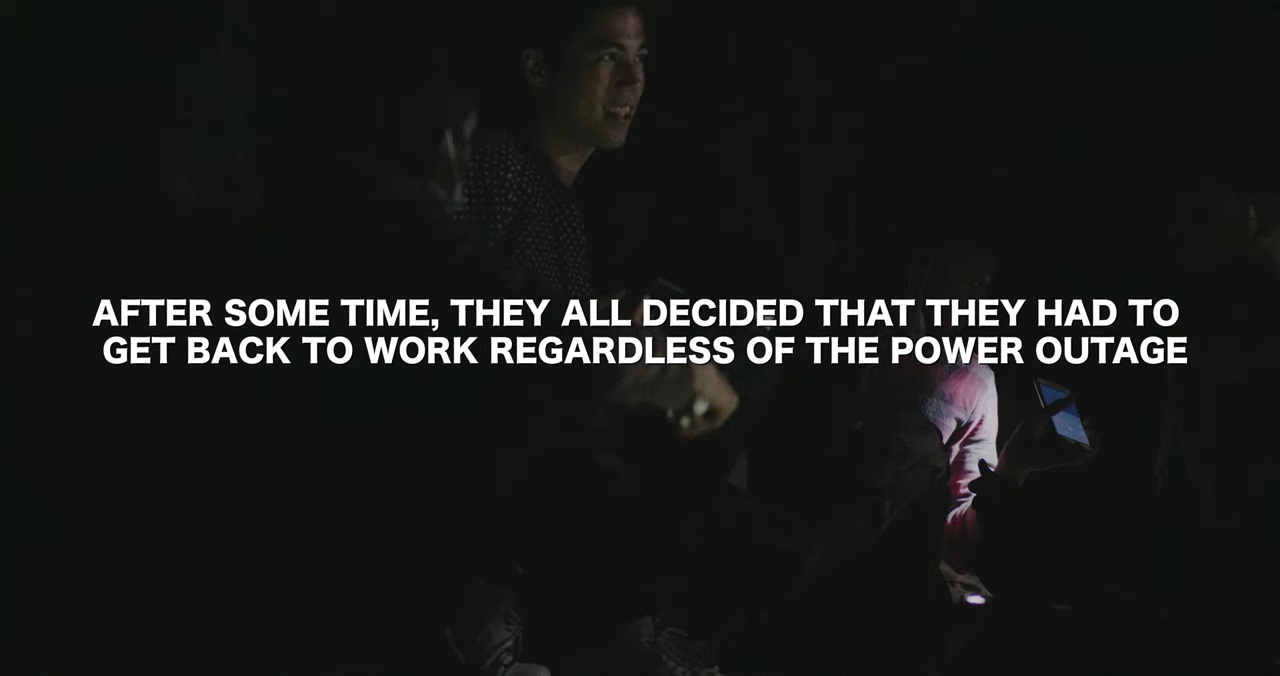 AFTER SOME TIME, THEY ALL DECIDED THAT THEY HAD TO
GET BACK TO WORK REGARDLESS OF THE POWER OUTAGE